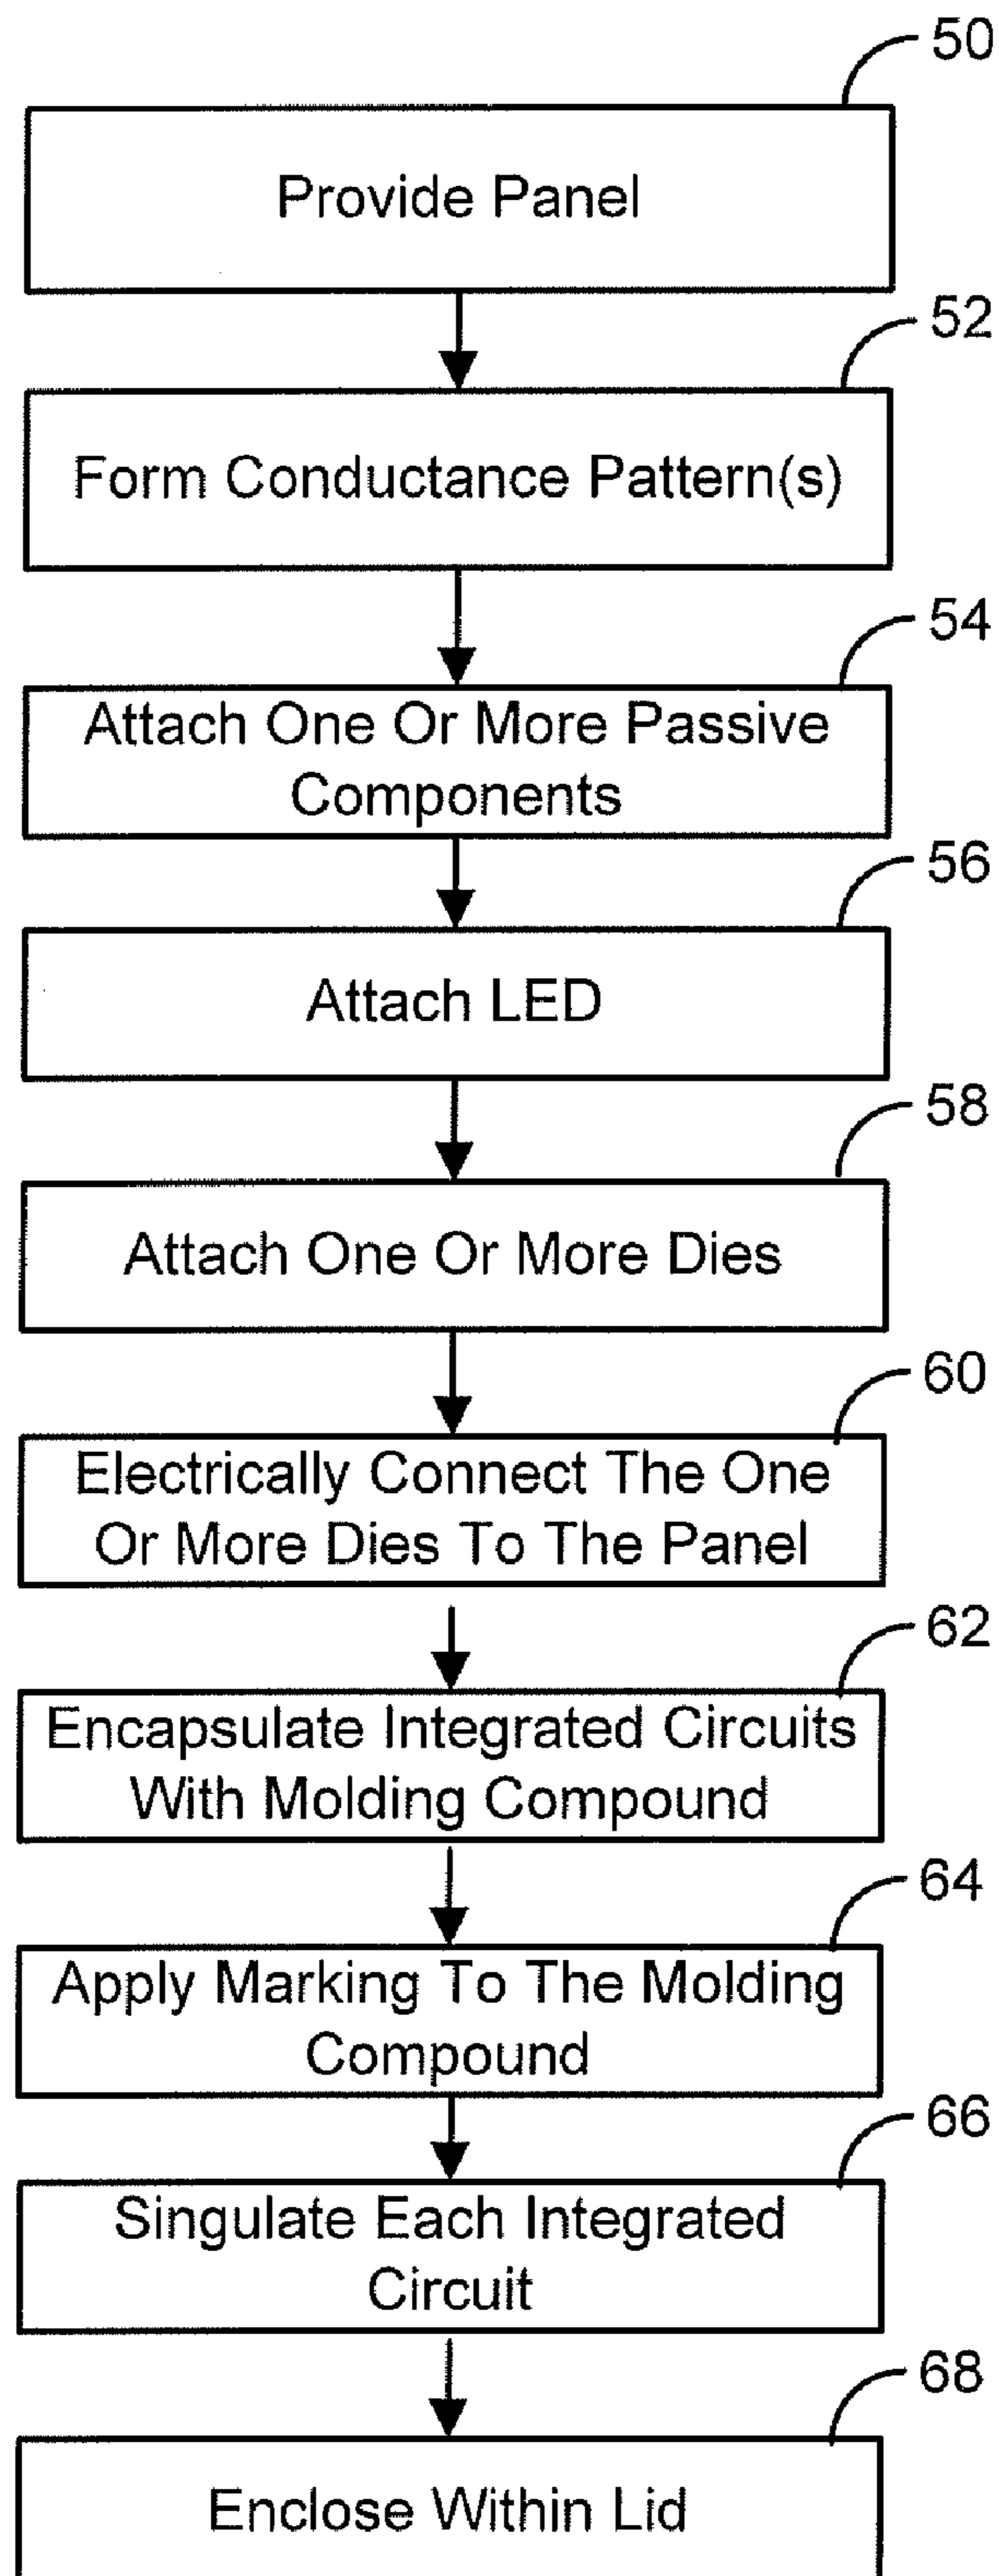 50
Provide Panel
52
Form Conductance Pattern(s)
54
Attach One Or More Passive
Components
56
Attach LED
58
Attach One Or More Dies
60
Electrically Connect The One
Or More Dies To The Panel
62
Encapsulate Integrated Circuits
With Molding Compound
64
Apply Marking To The Molding
Compound
66
Singulate Each Integrated
Circuit
68
Enclose Within Lid